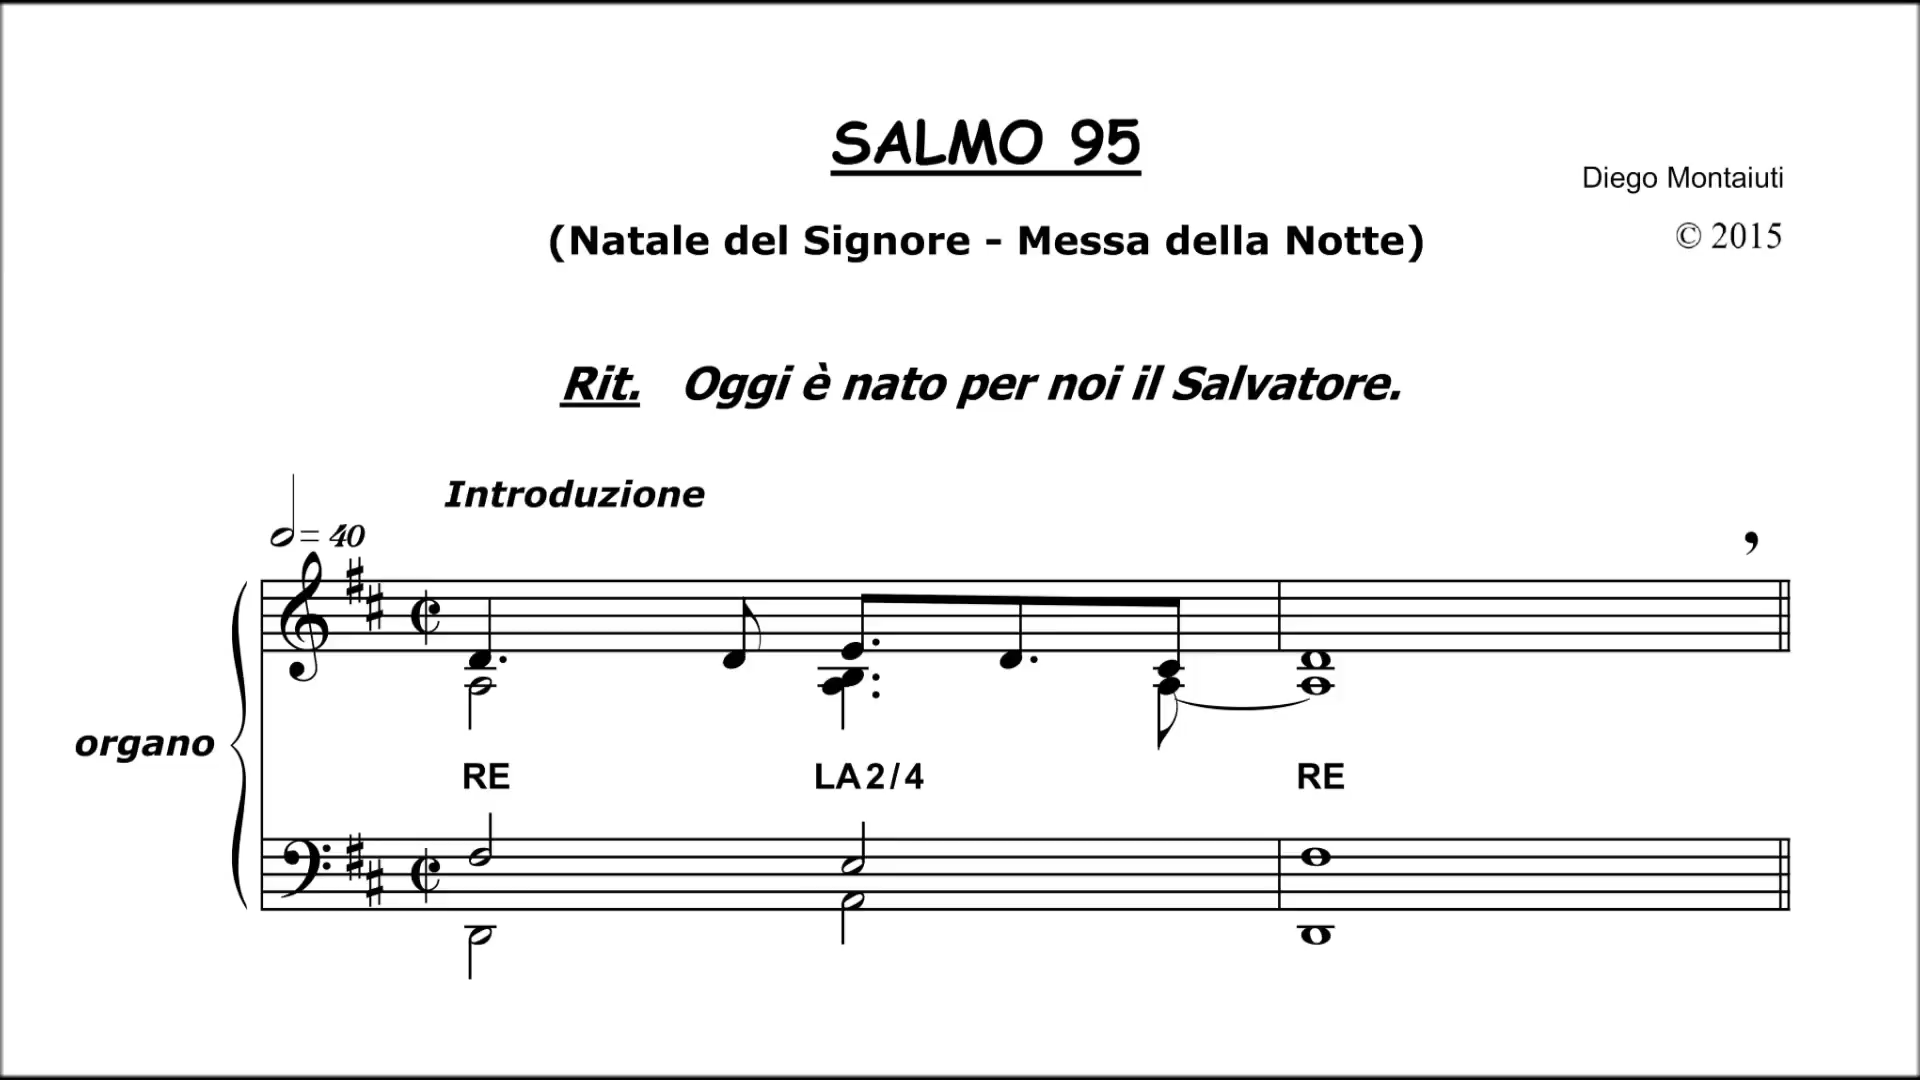 SALMO 95
Diego Montaiuti
(Natale del Signore - Messa della Notte)
© 2015
Rit. Oggi è nato per noi il Salvatore.
Introduzione
= 40
organo
RE LA2/4 RE